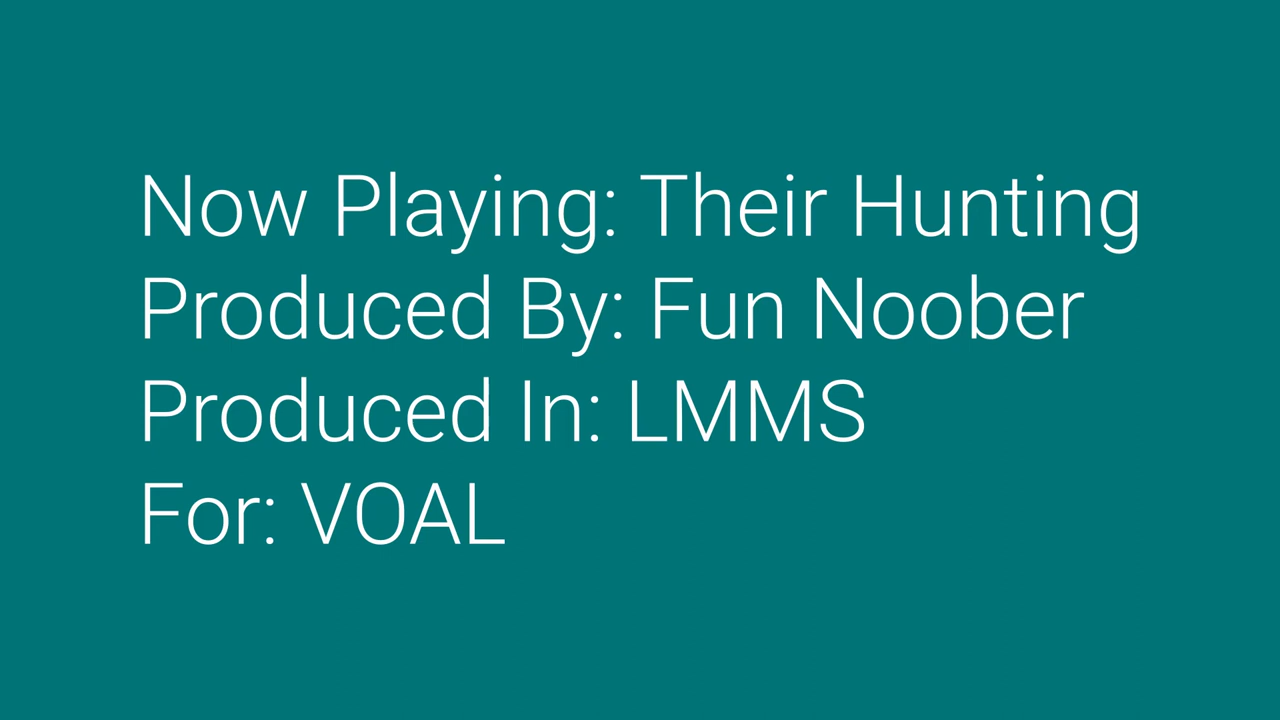 Now Playing: Their Hunting
Produced By: Fun Noober
Produced In: LMMS
For: VOAL